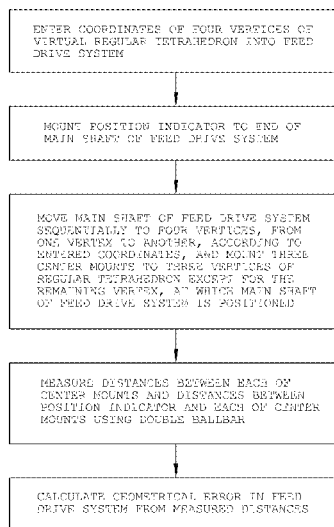 ENTER COORDINATES OF FOUR VERTICES OF
VIRTUAL REGULAR TETRAHEDRON INTO FEED
DRIVE SYSTEM
MOUNT POSITION INDICATOR TO END OF
MAIN SHAFT OF FEED DRIVE SYSTEM
MOVE MAIN SHAFT OF FEED DRIVE SYSTEM
SEQUENTIALLY TO FOUR VERTICES, FROM
ONE VERTEX TO ANOTHER, ACCORDING TO
ENTERED COORDINATES, AND MOUNT THREE
CENTER MOUNTS TO THREE VERTICES OF
REGULAR TETRAHEDRON EXCEPT FOR THE
REMAINING VERTEX, AT WHICH MAIN SHAFT
OF FEED DRIVE SYSTEM IS POSITIONED
MEASURE DISTANCES BETWEEN EACH OF
CENTER MOUNTS AND DISTANCES BETWEEN
POSITION INDICATOR AND EACH OF CENTER
MOUNTS USING DOUBLE BALLBAR
CALCULATE GEOMETRICAL ERROR IN FEED
DRIVE SYSTEM FROM MEASURED DISTANCES